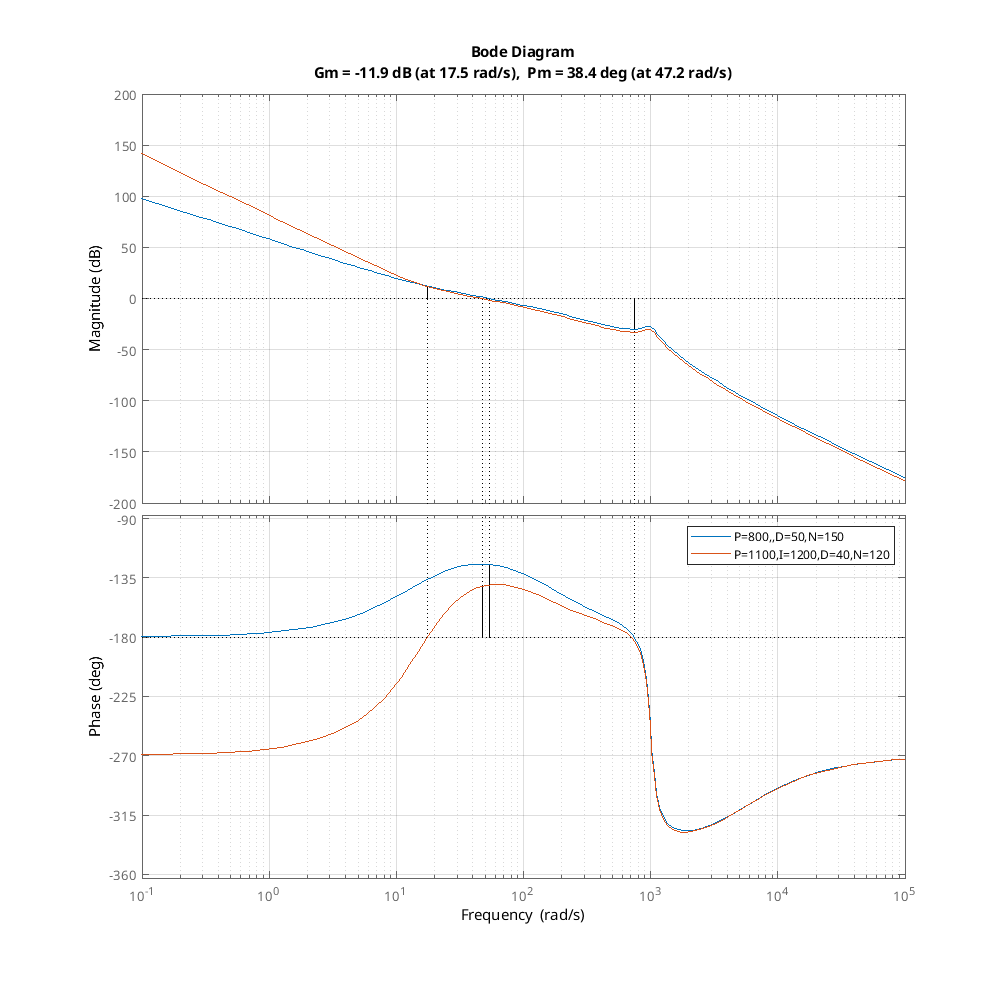 Bode Diagram
Gm = -11.9 dB (at 17.5 rad/s),  Pm = 38.4 deg (at 47.2 rad/s)
200
150
100
50
0
-50
-100
-150
-200
Magnitude (dB)
-90
-135
-180
-225
-270
-315
-360
Phase (deg)
P=800,,D=50,N=150
P=1100,I=1200,D=40,N=120
10^-1 10^0 10^1 10^2 10^3 10^4 10^5
Frequency  (rad/s)